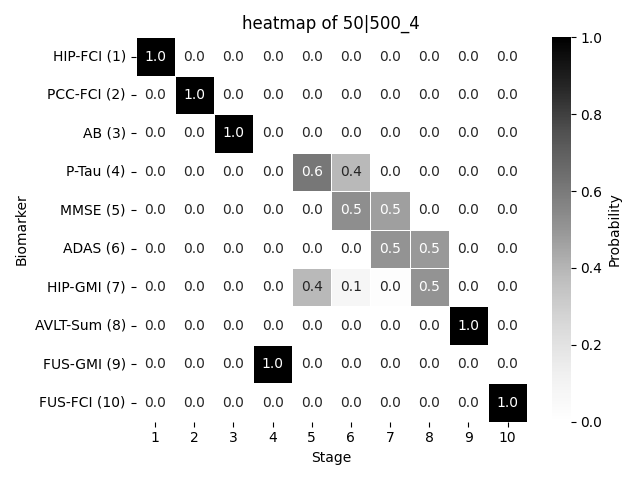 heatmap of 50|500_4
HIP-FCI (1) 1.0 0.0 0.0 0.0 0.0 0.0 0.0 0.0 0.0 0.0
PCC-FCI (2) 0.0 1.0 0.0 0.0 0.0 0.0 0.0 0.0 0.0 0.0
AB (3) 0.0 0.0 1.0 0.0 0.0 0.0 0.0 0.0 0.0 0.0
P-Tau (4) 0.0 0.0 0.0 0.0 0.6 0.4 0.0 0.0 0.0 0.0
MMSE (5) 0.0 0.0 0.0 0.0 0.0 0.5 0.5 0.0 0.0 0.0
ADAS (6) 0.0 0.0 0.0 0.0 0.0 0.0 0.5 0.5 0.0 0.0
HIP-GMI (7) 0.0 0.0 0.0 0.0 0.4 0.1 0.0 0.5 0.0 0.0
AVLT-Sum (8) 0.0 0.0 0.0 0.0 0.0 0.0 0.0 0.0 1.0 0.0
FUS-GMI (9) 0.0 0.0 0.0 1.0 0.0 0.0 0.0 0.0 0.0 0.0
FUS-FCI (10) 0.0 0.0 0.0 0.0 0.0 0.0 0.0 0.0 0.0 1.0
1 2 3 4 5 6 7 8 9 10
Stage
Biomarker
1.0
0.8
0.6
0.4
0.2
0.0
Probability